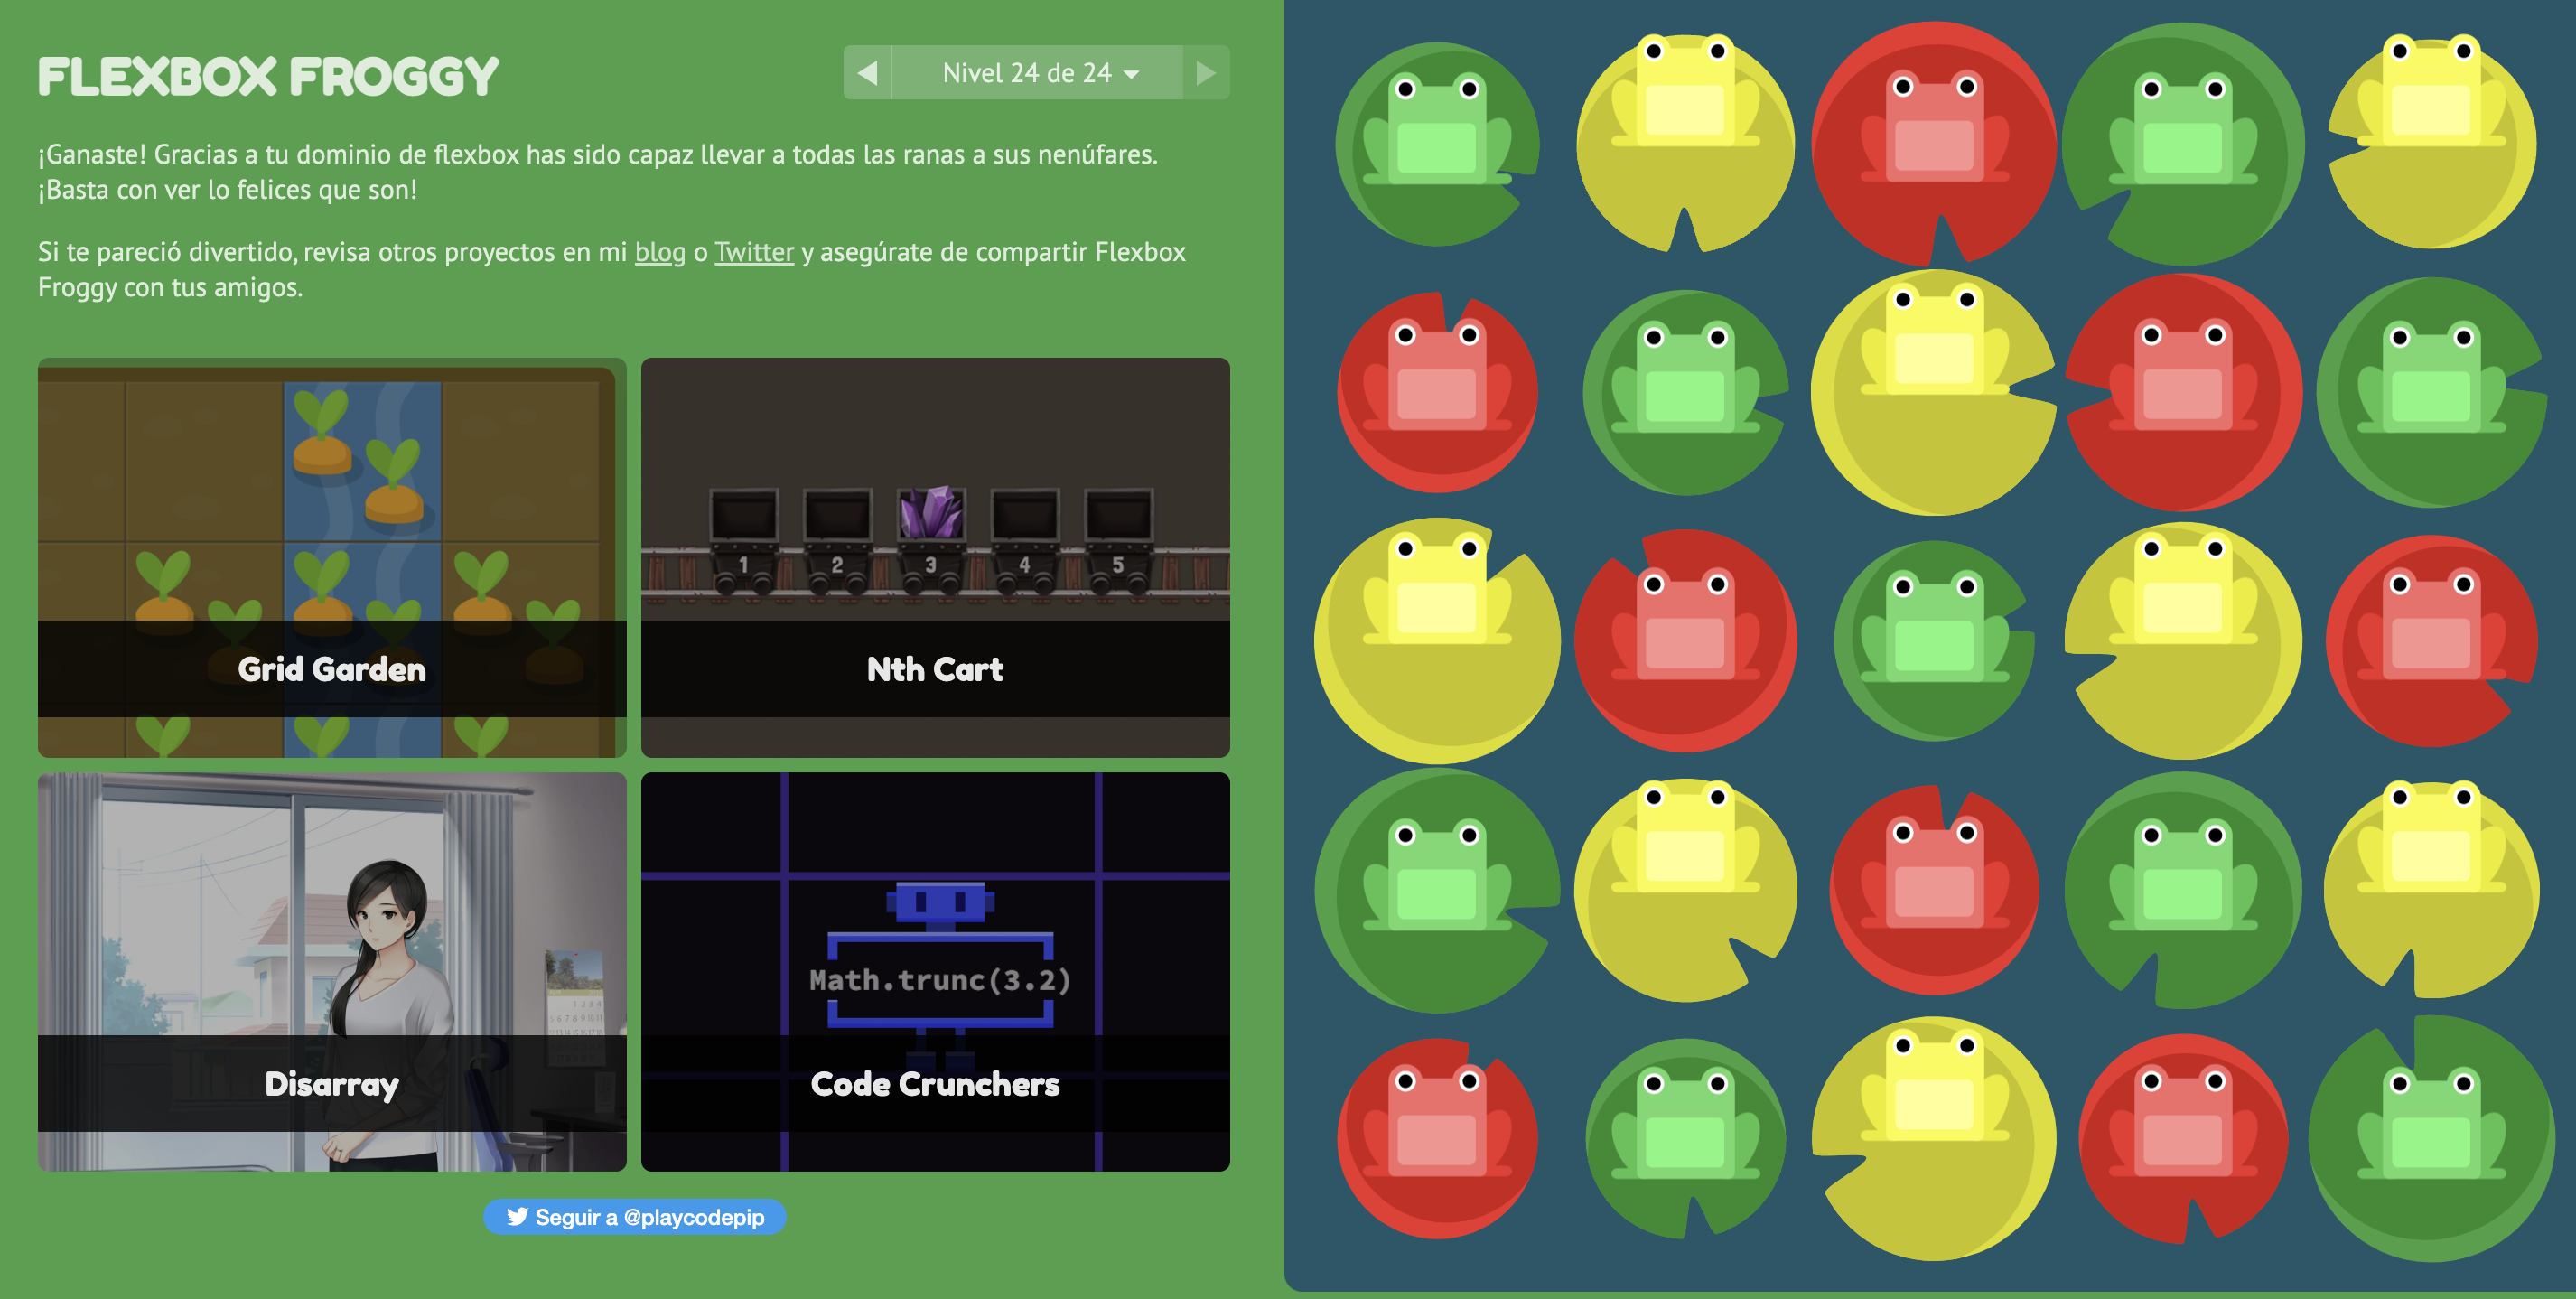 FLEXBOX FROGGY
Nivel 24 de 24
¡Ganaste! Gracias a tu dominio de flexbox has sido capaz llevar a todas las ranas a sus nenúfares.
¡Basta con ver lo felices que son!
Si te pareció divertido, revisa otros proyectos en mi blog o Twitter y asegúrate de compartir Flexbox
Froggy con tus amigos.
1 2 3 4 5
Grid Garden
Nth Cart
Math.trunc(3.2)
Disarray
Code Crunchers
Seguir a @playcodepip